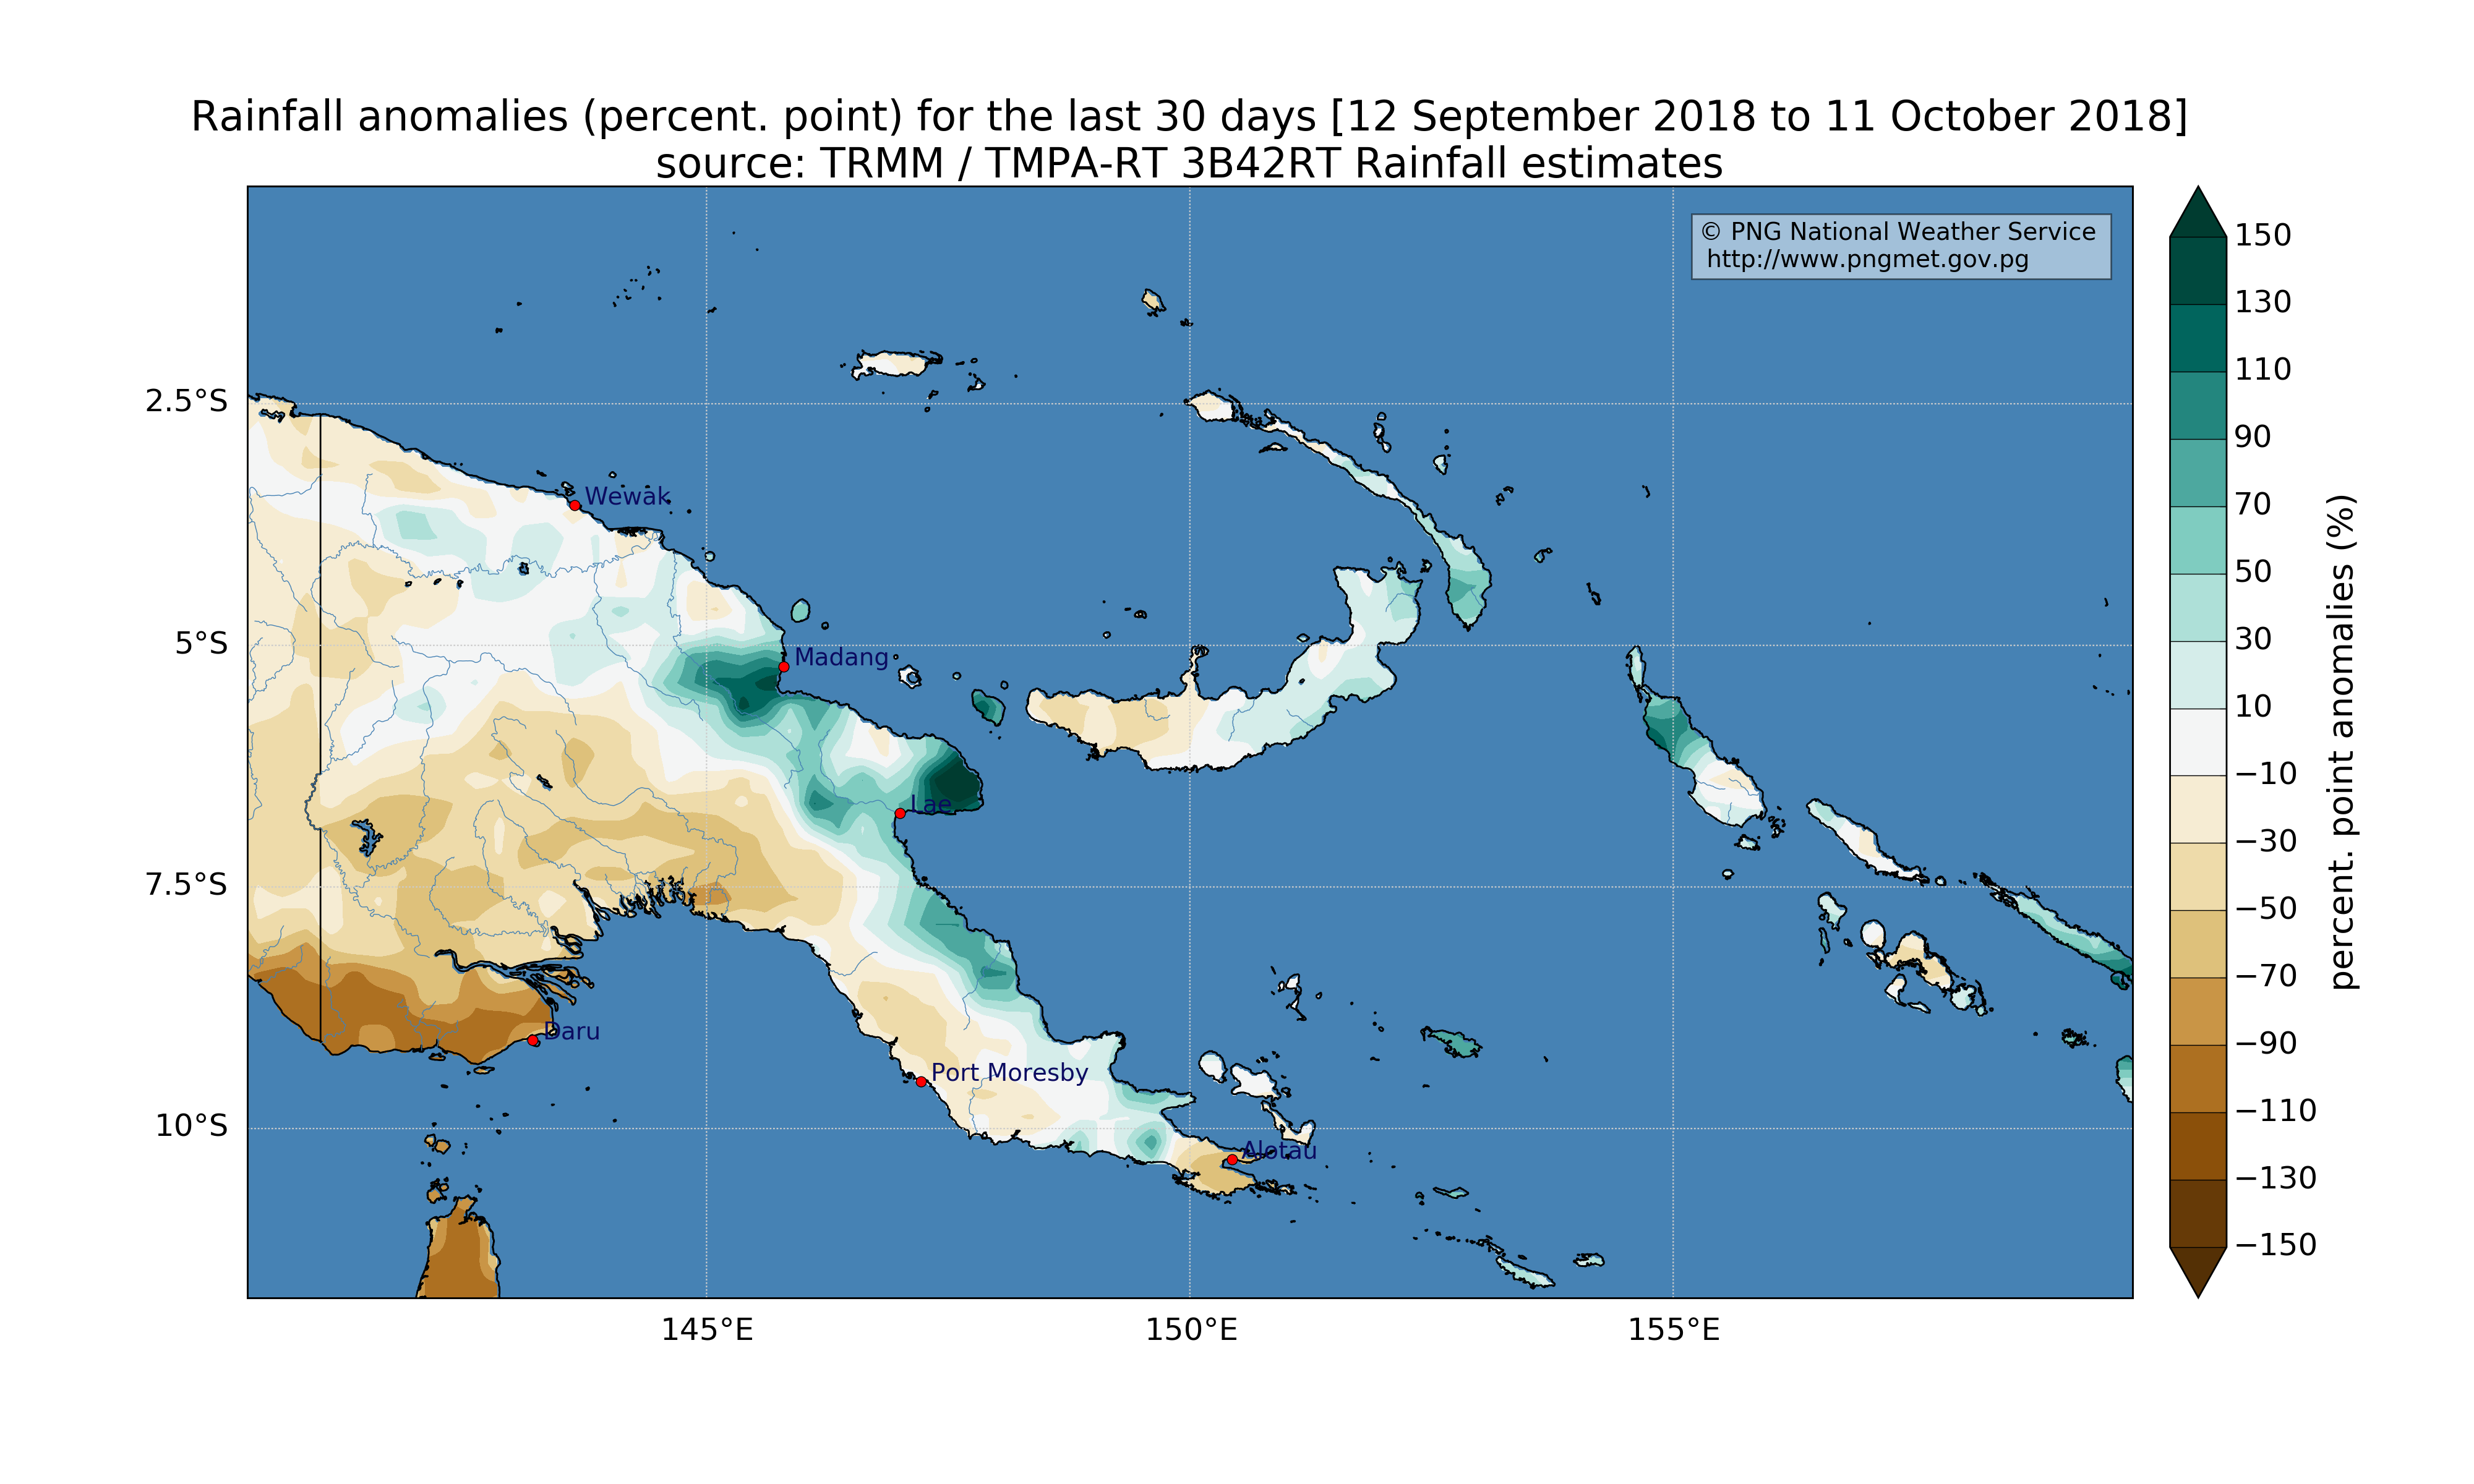 Rainfall anomalies (percent. point) for the last 30 days [12 September 2018 to 11 October 2018]
source: TRMM / TMPA-RT 3B42RT Rainfall estimates
© PNG National Weather Service
http://www.pngmet.gov.pg
2.5°S
5°S
7.5°S
10°S
Wewak
Madang
Lae
Daru
Port Moresby
Alotau
145°E
150°E
155°E
150
130
110
90
70
50
30
10
−10
−30
−50
−70
−90
−110
−130
−150
percent. point anomalies (%)